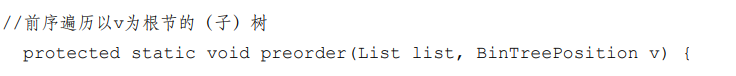 //前序遍历以v为根节的（子）树
protected static void preorder(List list, BinTreePosition v) {